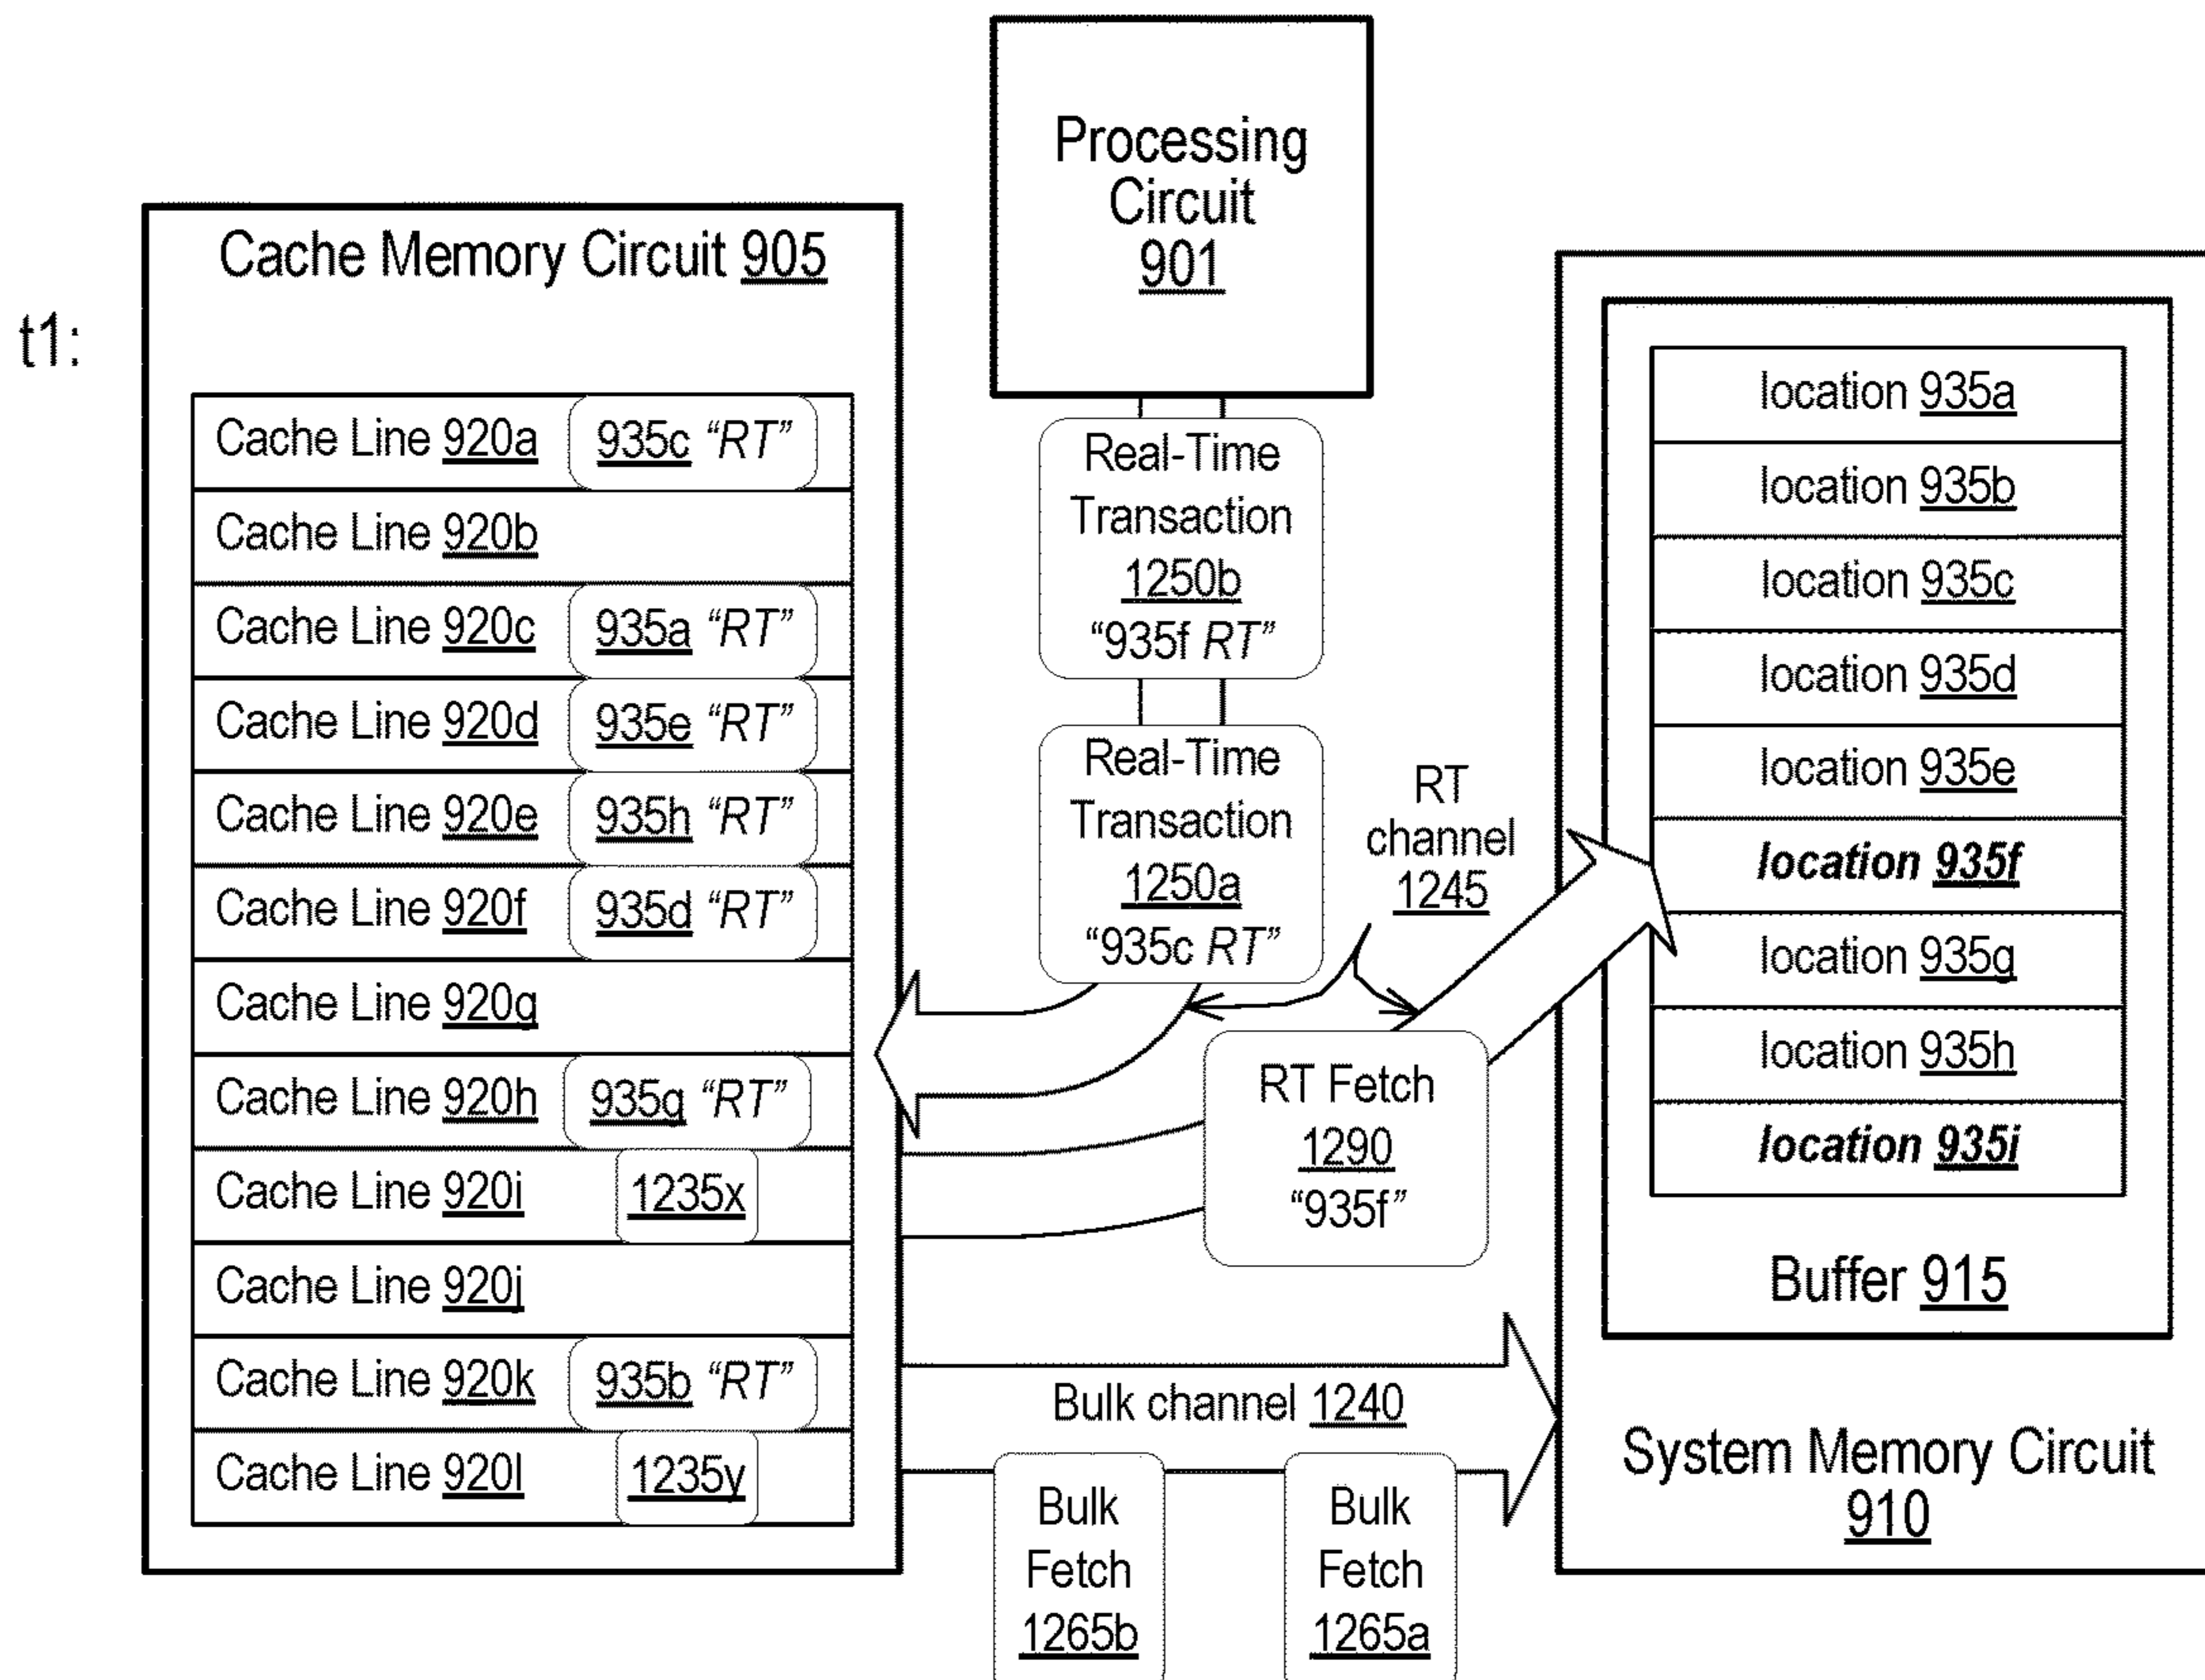 t1:
Cache Memory Circuit 905
Cache Line 920a 935c “RT”
Cache Line 920b
Cache Line 920c 935a “RT”
Cache Line 920d 935e “RT”
Cache Line 920e 935h “RT”
Cache Line 920f 935d “RT”
Cache Line 920g
Cache Line 920h 935g “RT”
Cache Line 920i 1235x
Cache Line 920j
Cache Line 920k 935b “RT”
Cache Line 920l 1235y
Processing
Circuit
901
Real-Time
Transaction
1250b
“935f RT”
Real-Time
Transaction
1250a
“935c RT”
RT
channel
1245
RT Fetch
1290
“935f”
Bulk channel 1240
Bulk
Fetch
1265b
Bulk
Fetch
1265a
location 935a
location 935b
location 935c
location 935d
location 935e
location 935f
location 935g
location 935h
location 935i
Buffer 915
System Memory Circuit
910